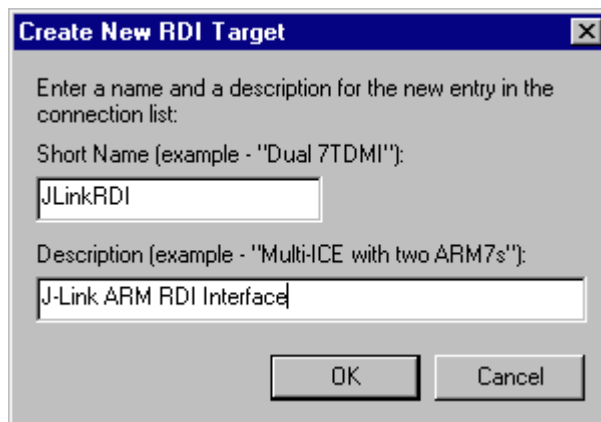 Create New RDI Target
Enter a name and a description for the new entry in the
connection list:
Short Name (example - "Dual 7TDMI"):
JLinkRDI
Description (example - "Multi-ICE with two ARM7s"):
J-Link ARM RDI Interface
OK
Cancel